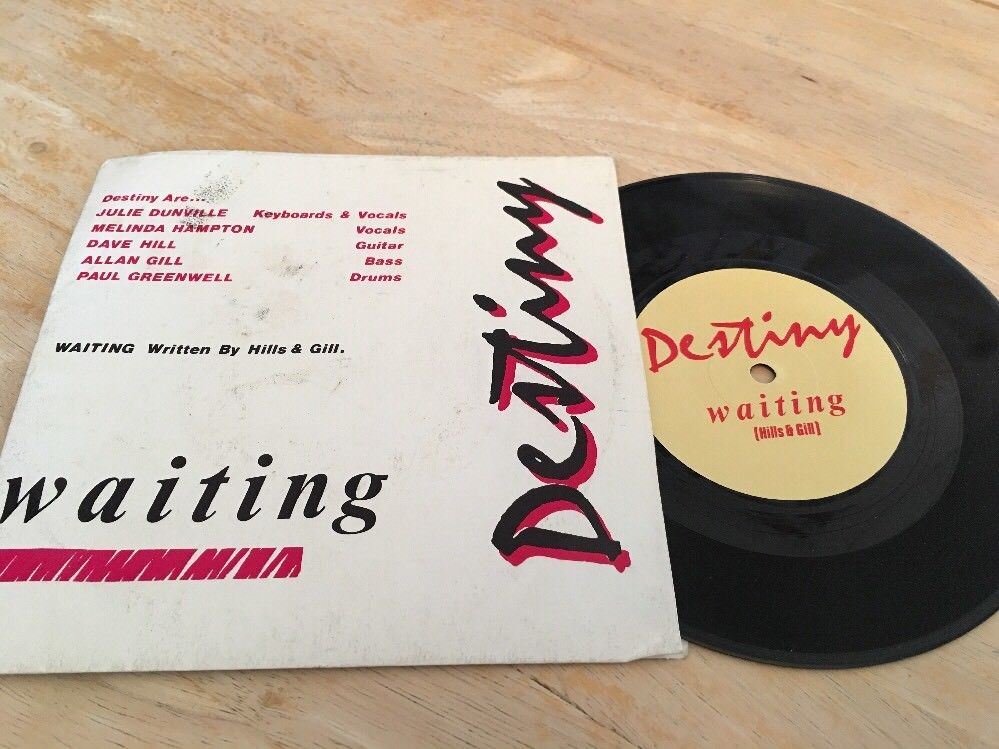 Destiny Are...
JULIE DUNVILLE Keyboards & Vocals
MELINDA HAMPTON Vocals
DAVE HILL Guitar
ALLAN GILL Bass
PAUL GREENWELL Drums
WAITING Written By Hills & Gill.
waiting
Destiny
Destiny
waiting
[Hills & Gill]